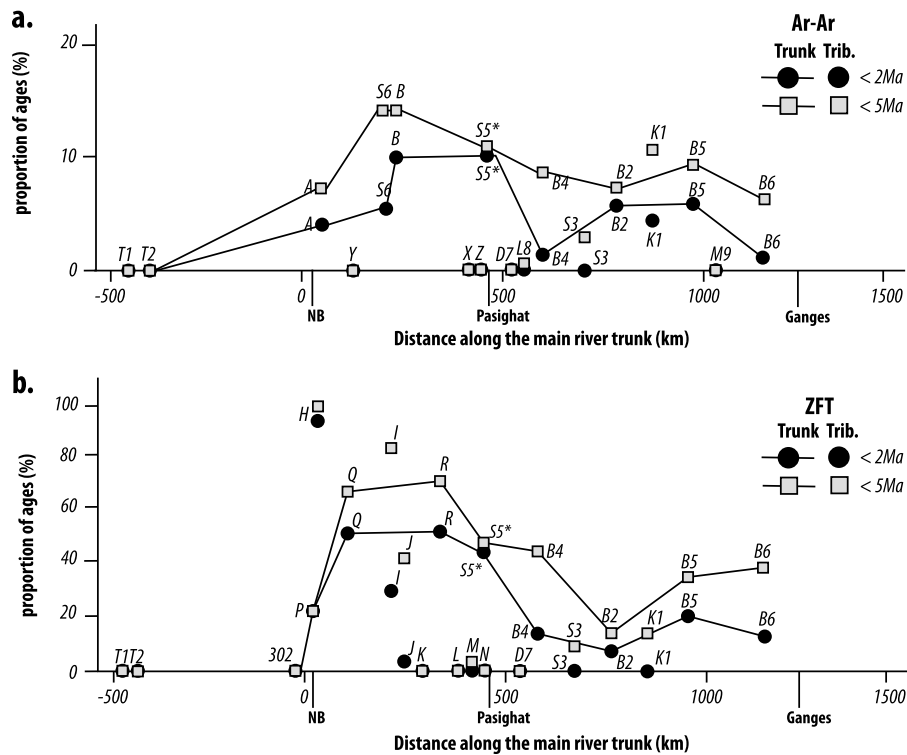 a.
Ar-Ar
Trunk Trib.
< 2Ma
< 5Ma
proportion of ages (%)
20
10
0
S6 B
B
A
A
S6
S5*
S5*
B4
B4
B2
B2
K1
K1
B5
B5
B6
B6
S3
S3
T1 T2
Y
X Z
D7
L8
M9
-500 0 500 1000 1500
NB Pasighat Ganges
Distance along the main river trunk (km)
b.
ZFT
Trunk Trib.
< 2Ma
< 5Ma
proportion of ages (%)
100
80
60
40
20
0
H
I
Q
R
Q
R
S5*
S5*
J
I
B4
B4
P
B2
B2
S3
S3
K1
K1
B5
B5
B6
B6
T1T2
302
J
K
L
M
N
D7
-500 0 500 1000 1500
NB Pasighat Ganges
Distance along the main river trunk (km)